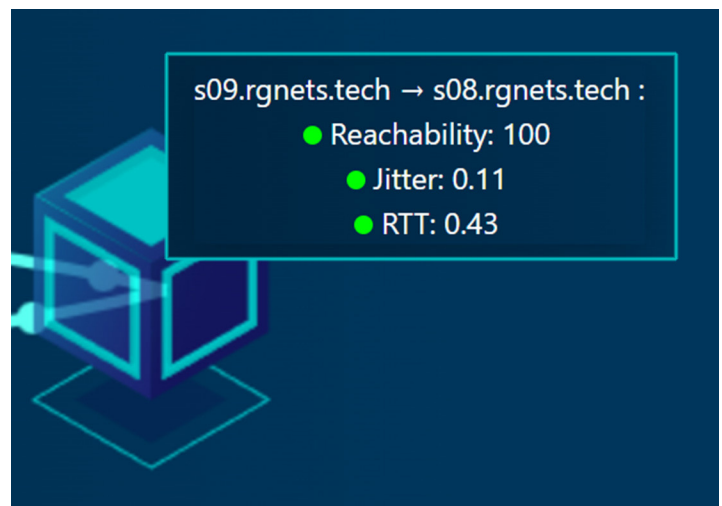 s09.rgnets.tech → s08.rgnets.tech :
Reachability: 100
Jitter: 0.11
RTT: 0.43